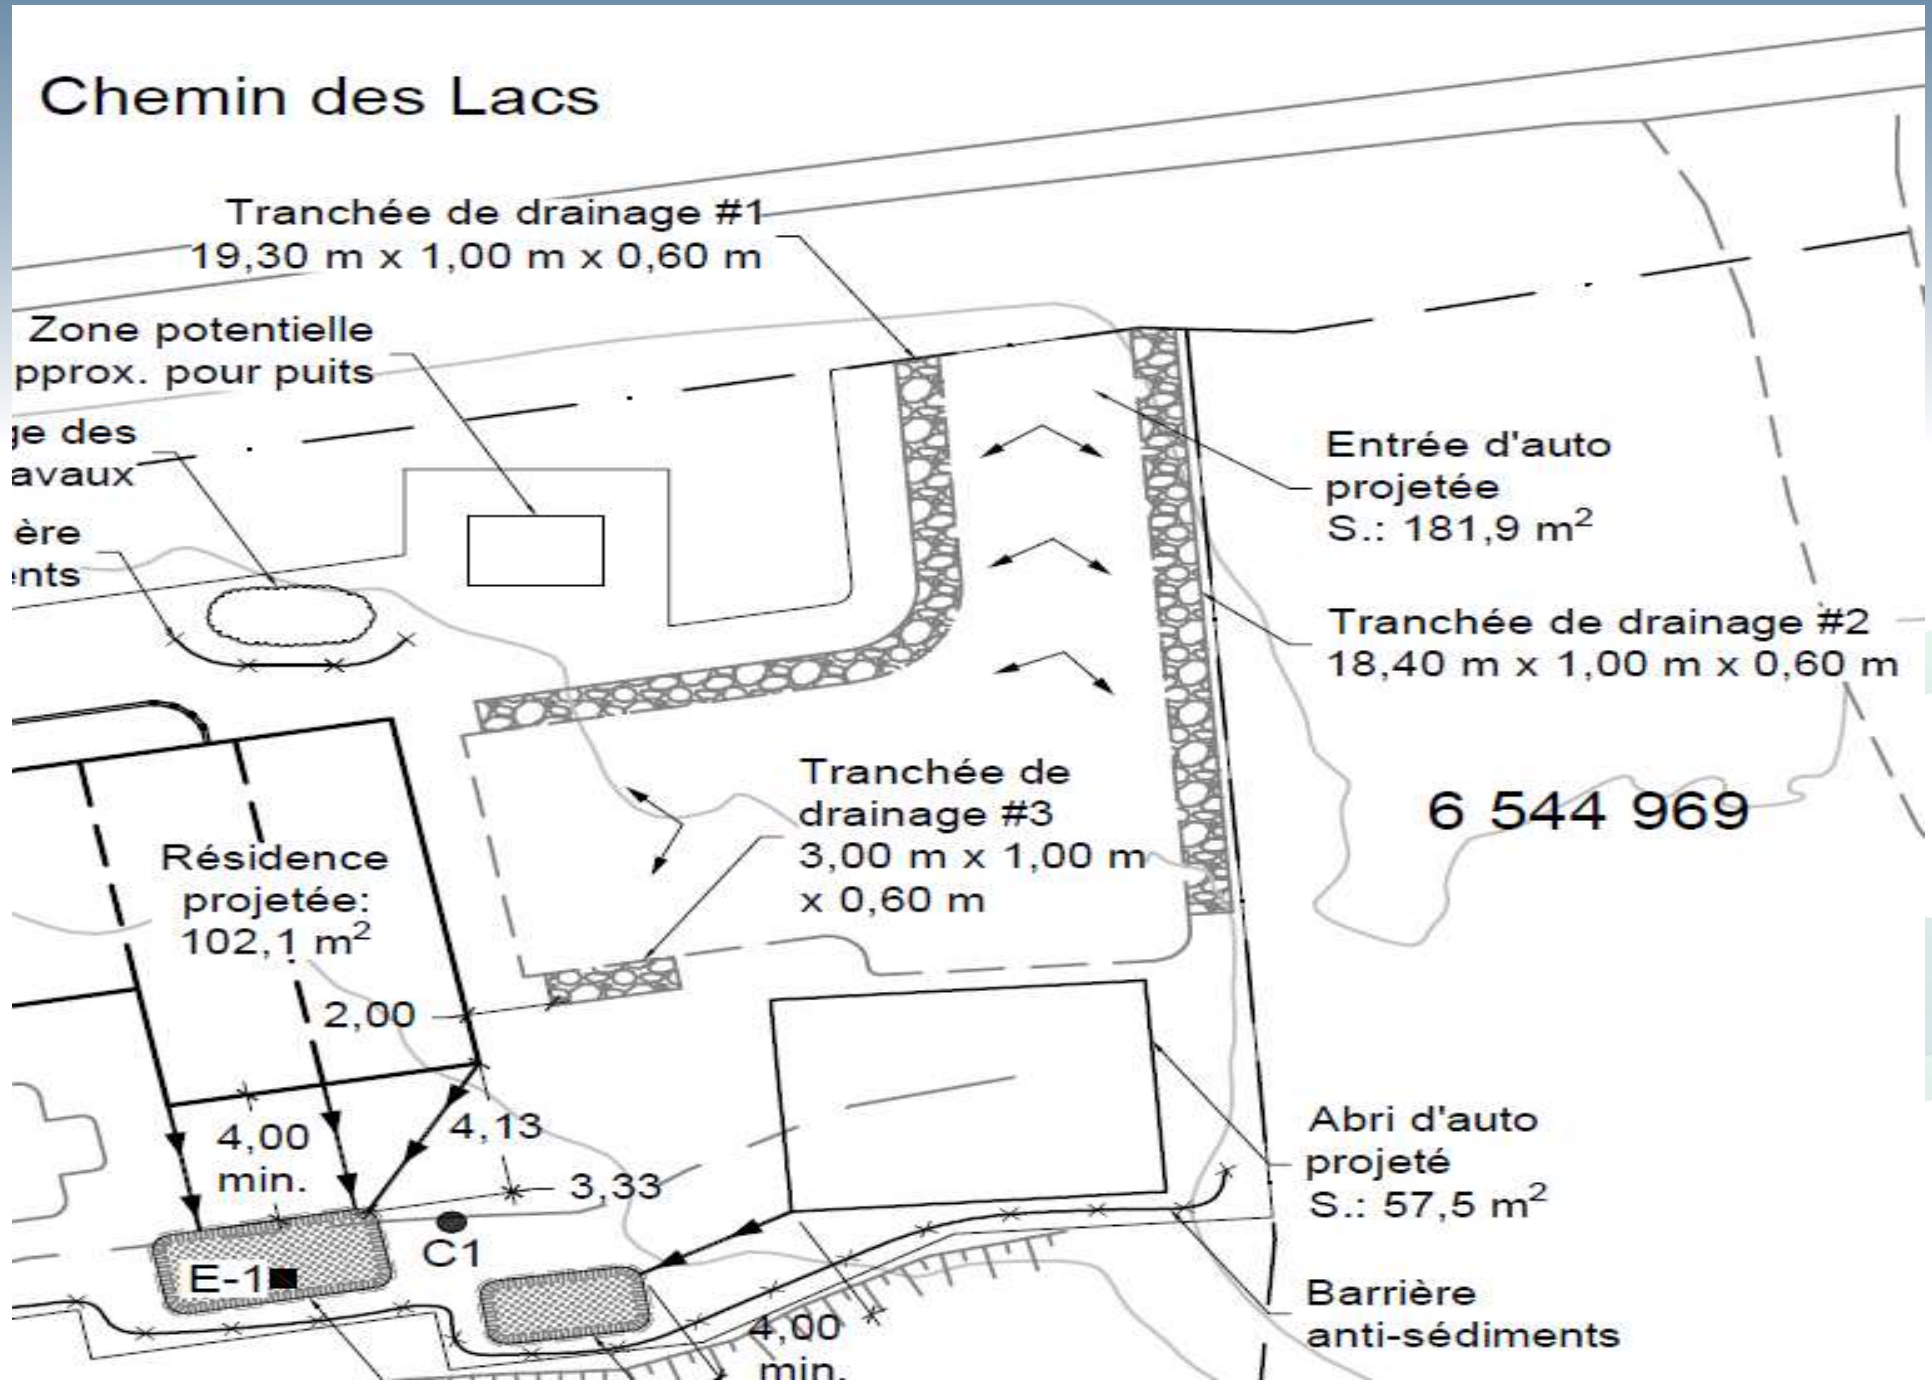 Chemin des Lacs
Tranchée de drainage #1
19,30 m x 1,00 m x 0,60 m
Zone potentielle
pprox. pour puits
ge des
avaux
ère
ents
Entrée d'auto
projetée
S.: 181,9 m²
Tranchée de drainage #2
18,40 m x 1,00 m x 0,60 m
Tranchée de
drainage #3
3,00 m x 1,00 m
x 0,60 m
6 544 969
Résidence
projetée:
102,1 m²
2,00
4,00
min.
4,13
3,33
C1
E-1
Abri d'auto
projeté
S.: 57,5 m²
Barrière
anti-sédiments
4,00
min.